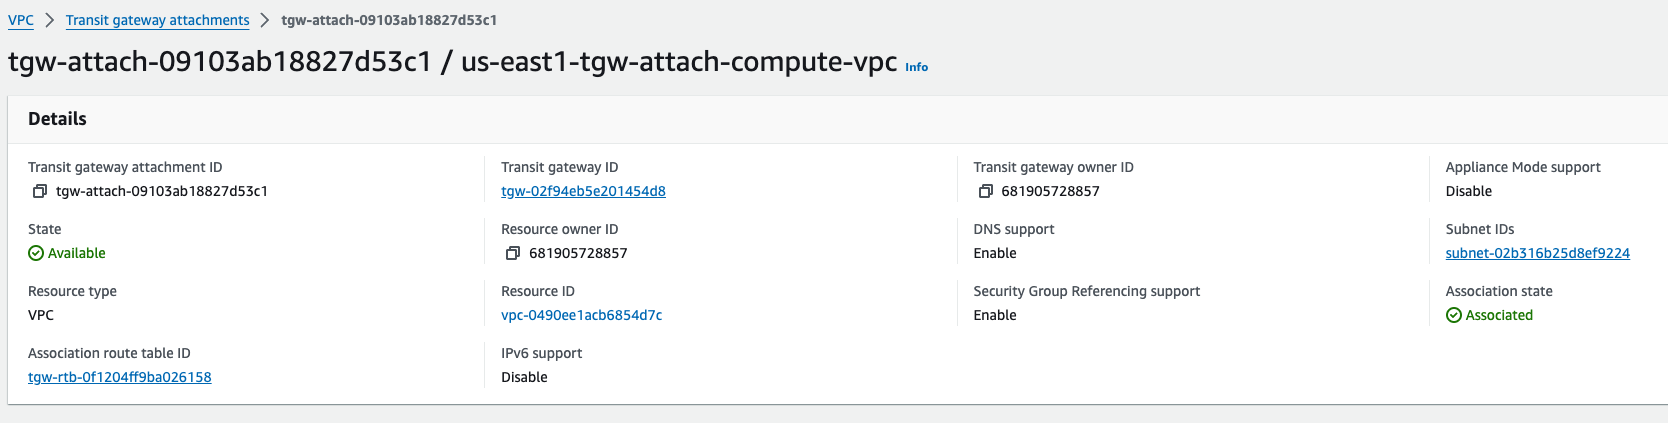 VPC > Transit gateway attachments > tgw-attach-09103ab18827d53c1
tgw-attach-09103ab18827d53c1 / us-east1-tgw-attach-compute-vpc Info
Details
Transit gateway attachment ID
tgw-attach-09103ab18827d53c1
Transit gateway ID
tgw-02f94eb5e201454d8
Transit gateway owner ID
681905728857
Appliance Mode support
Disable
State
Available
Resource owner ID
681905728857
DNS support
Enable
Subnet IDs
subnet-02b316b25d8ef9224
Resource type
VPC
Resource ID
vpc-0490ee1acb6854d7c
Security Group Referencing support
Enable
Association state
Associated
Association route table ID
tgw-rtb-0f1204ff9ba026158
IPv6 support
Disable